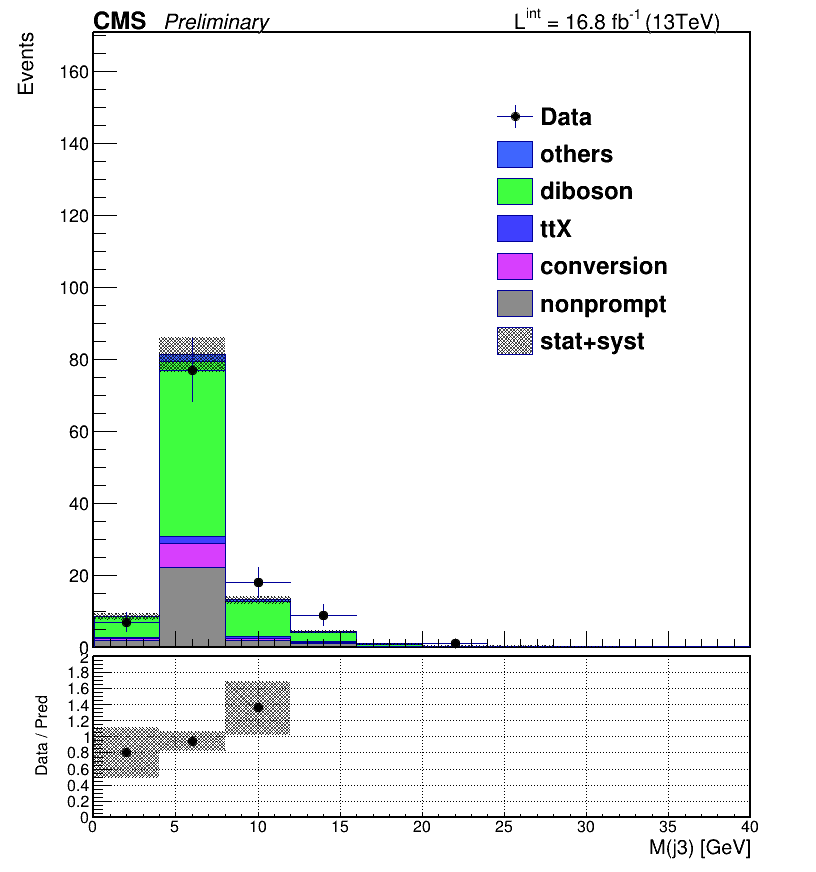 CMS Preliminary L^int = 16.8 fb^-1 (13TeV)
Events
160
140
120
100
80
60
40
20
0
Data
others
diboson
ttX
conversion
nonprompt
stat+syst
Data / Pred
2
1.8
1.6
1.4
1.2
1
0.8
0.6
0.4
0.2
0
0 5 10 15 20 25 30 35 40
M(j3) [GeV]